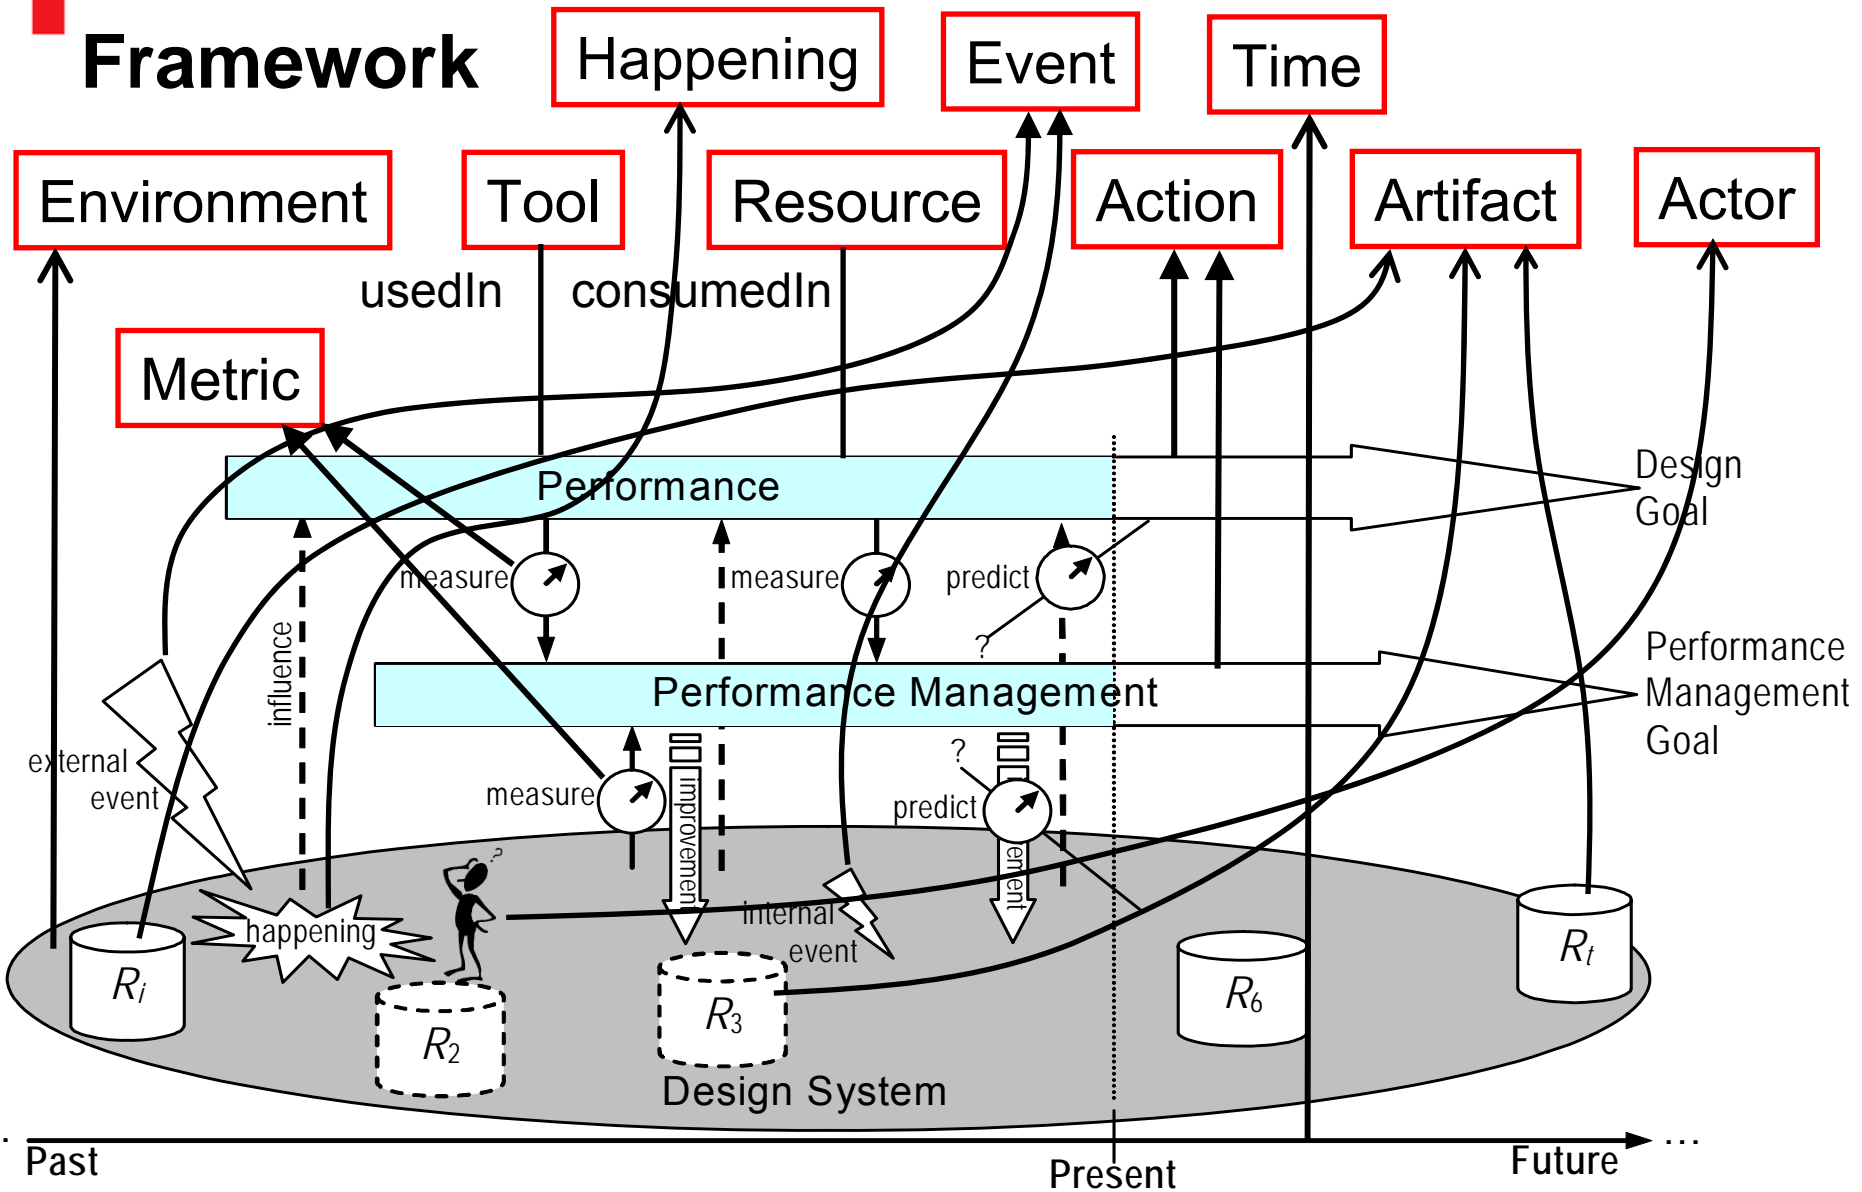 Framework
Happening
Event
Time
Environment
Tool
Resource
Action
Artifact
Actor
usedIn
consumedIn
Metric
Performance
Design
Goal
measure
measure
predict
?
influence
Performance Management
Performance
Management
Goal
external
event
measure
improvement
?
predict
ement
?
happening
internal
event
Ri
R2
R3
R6
Rt
Design System
. Past
Present
Future
...